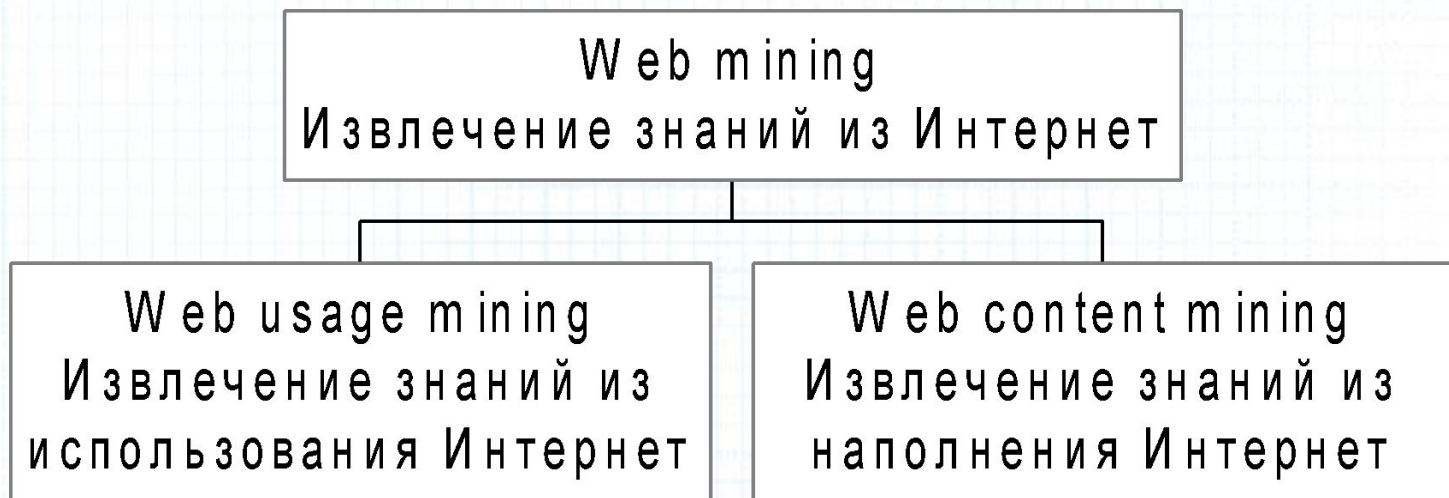 Web mining
Извлечение знаний из Интернет
Web usage mining
Извлечение знаний из
использования Интернет
Web content mining
Извлечение знаний из
наполнения Интернет